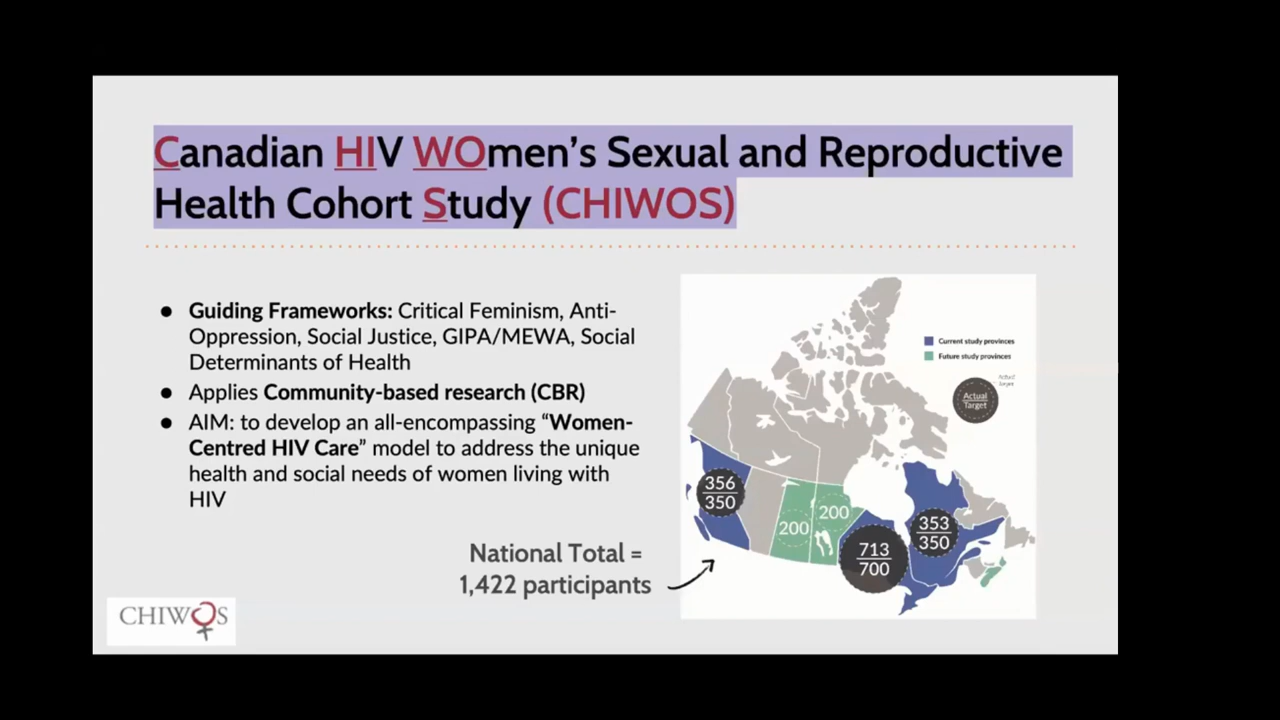 Canadian HIV WOmen’s Sexual and Reproductive
Health Cohort Study (CHIWOS)
● Guiding Frameworks: Critical Feminism, Anti-
Oppression, Social Justice, GIPA/MEWA, Social
Determinants of Health
● Applies Community-based research (CBR)
● AIM: to develop an all-encompassing “Women-
Centred HIV Care” model to address the unique
health and social needs of women living with
HIV
National Total =
1,422 participants
CHIWOS
Current study provinces
Future study provinces
Actual
Target
Actual
Target
356
350
200
200
713
700
353
350